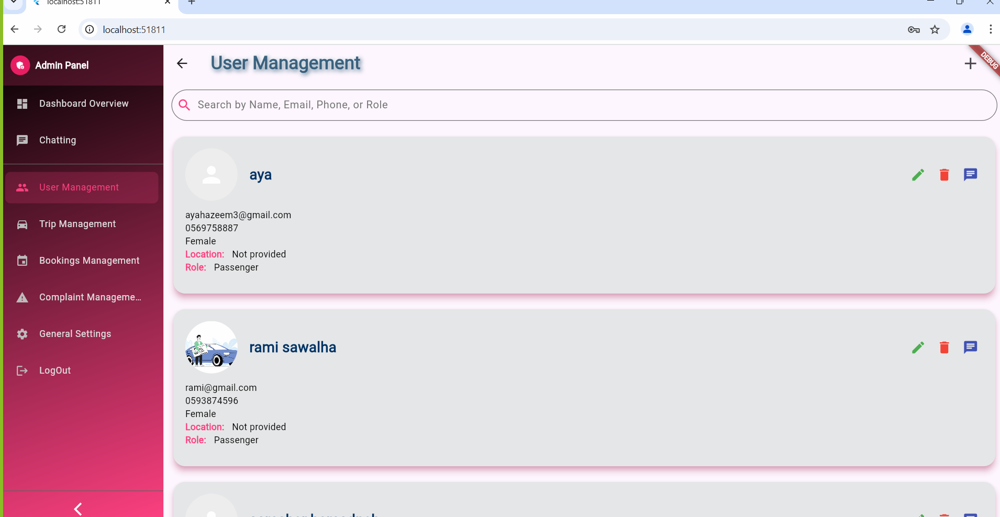 localhost:51811
localhost:51811
Admin Panel
Dashboard Overview
Chatting
User Management
Trip Management
Bookings Management
Complaint Manageme...
General Settings
LogOut
User Management
DEBUG
Search by Name, Email, Phone, or Role
aya
ayahazeem3@gmail.com
0569758887
Female
Location: Not provided
Role: Passenger
rami sawalha
rami@gmail.com
0593874596
Female
Location: Not provided
Role: Passenger